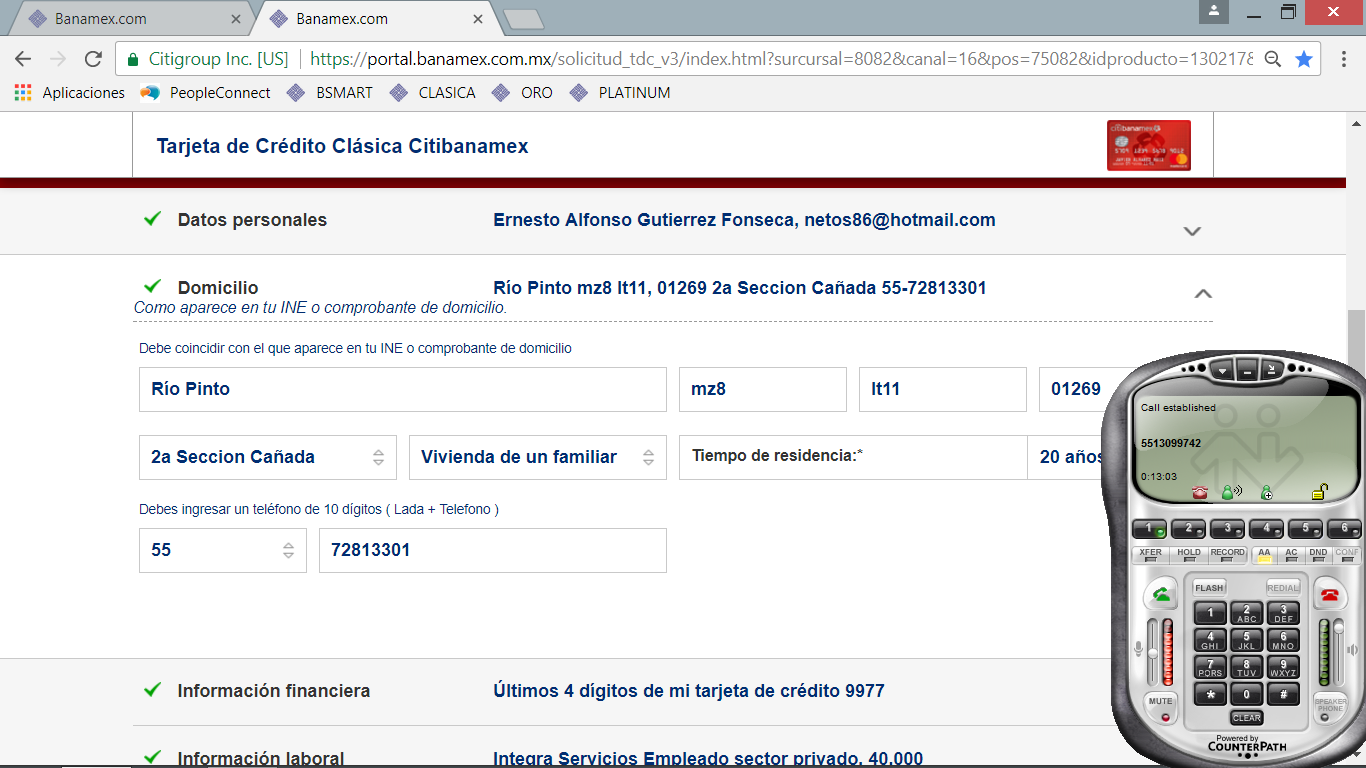 Banamex.com
Banamex.com
Citigroup Inc. [US] https://portal.banamex.com.mx/solicitud_tdc_v3/index.html?surcursal=8082&canal=16&pos=75082&idproducto=1302178
Aplicaciones PeopleConnect BSMART CLASICA ORO PLATINUM
Tarjeta de Crédito Clásica Citibanamex
citibanamex
Datos personales Ernesto Alfonso Gutierrez Fonseca, netos86@hotmail.com
Domicilio Río Pinto mz8 lt11, 01269 2a Seccion Cañada 55-72813301
Como aparece en tu INE o comprobante de domicilio.
Debe coincidir con el que aparece en tu INE o comprobante de domicilio
Río Pinto mz8 lt11 01269
2a Seccion Cañada Vivienda de un familiar Tiempo de residencia:* 20 años
Debes ingresar un teléfono de 10 dígitos ( Lada + Telefono )
55 72813301
Información financiera Últimos 4 dígitos de mi tarjeta de crédito 9977
Información laboral Integra Servicios Empleado sector privado, 40,000
Call established
5513099742
0:13:03
1 2 3 4 5 6
XFER HOLD RECORD AA AC DND CONF
FLASH REDIAL
1 2 ABC 3 DEF
4 GHI 5 JKL 6 MNO
7 PQRS 8 TUV 9 WXYZ
* 0 #
MUTE CLEAR SPEAKER PHONE
Powered by
COUNTERPATH